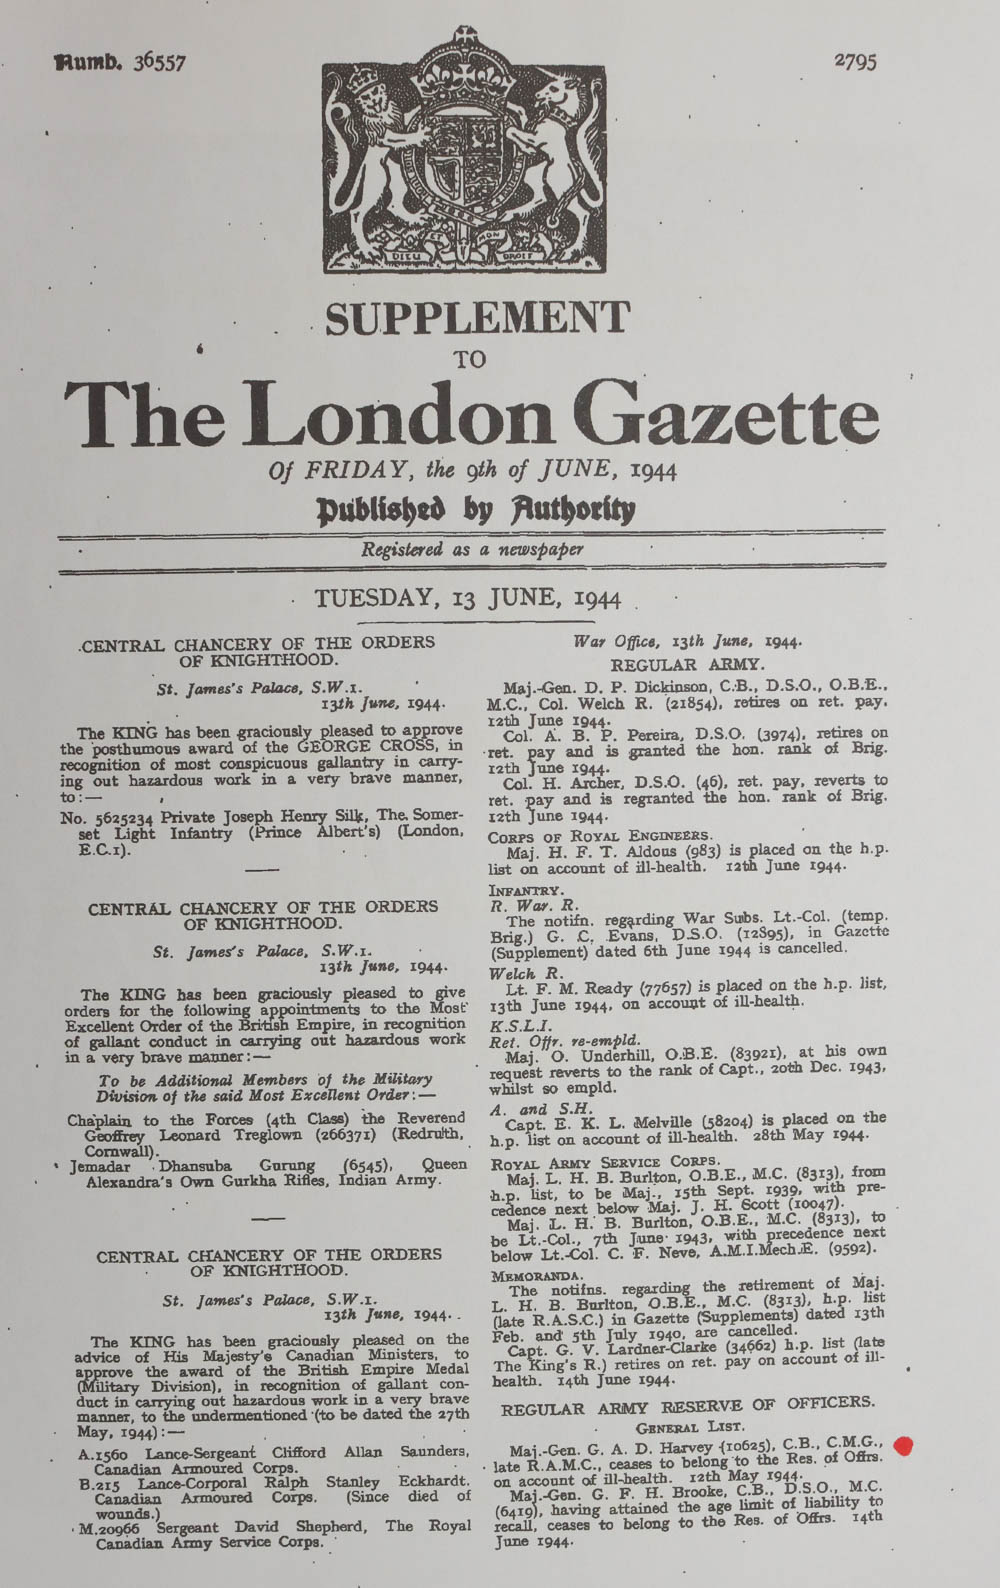 Numb. 36557
2795
DIEU ET MON DROIT
SUPPLEMENT
TO
The London Gazette
Of FRIDAY, the 9th of JUNE, 1944
Published by Authority
Registered as a newspaper
TUESDAY, 13 JUNE, 1944
CENTRAL CHANCERY OF THE ORDERS
OF KNIGHTHOOD.
St. James's Palace, S.W.1.
13th June, 1944.
The KING has been graciously pleased to approve
the posthumous award of the GEORGE CROSS, in
recognition of most conspicuous gallantry in carry-
ing out hazardous work in a very brave manner,
to:—
No. 5625234 Private Joseph Henry Silk, The Somer-
set Light Infantry (Prince Albert's) (London,
E.C.1).
CENTRAL CHANCERY OF THE ORDERS
OF KNIGHTHOOD.
St. James's Palace, S.W.1.
13th June, 1944.
The KING has been graciously pleased to give
orders for the following appointments to the Most
Excellent Order of the British Empire, in recognition
of gallant conduct in carrying out hazardous work
in a very brave manner:—
To be Additional Members of the Military
Division of the said Most Excellent Order:—
Chaplain to the Forces (4th Class) the Reverend
Geoffrey Leonard Treglown (266371) (Redruth,
Cornwall).
Jemadar Dhansuba Gurung (6545), Queen
Alexandra's Own Gurkha Rifles, Indian Army.
CENTRAL CHANCERY OF THE ORDERS
OF KNIGHTHOOD.
St. James's Palace, S.W.1.
13th June, 1944.
The KING has been graciously pleased on the
advice of His Majesty's Canadian Ministers, to
approve the award of the British Empire Medal
(Military Division), in recognition of gallant con-
duct in carrying out hazardous work in a very brave
manner, to the undermentioned (to be dated the 27th
May, 1944):—
A.1560 Lance-Sergeant Clifford Allan Saunders,
Canadian Armoured Corps.
B.215 Lance-Corporal Ralph Stanley Eckhardt.
Canadian Armoured Corps. (Since died of
wounds.)
M.20966 Sergeant David Shepherd, The Royal
Canadian Army Service Corps.
War Office, 13th June, 1944.
REGULAR ARMY.
Maj.-Gen. D. P. Dickinson, C.B., D.S.O., O.B.E.,
M.C., Col. Welch R. (21854), retires on ret. pay.
12th June 1944.
Col. A. B. P. Pereira, D.S.O. (3974), retires on
ret. pay and is granted the hon. rank of Brig.
12th June 1944.
Col. H. Archer, D.S.O. (46), ret. pay, reverts to
ret. pay and is regranted the hon. rank of Brig.
12th June 1944.
CORPS OF ROYAL ENGINEERS.
Maj. H. F. T. Aldous (983) is placed on the h.p.
list on account of ill-health. 12th June 1944.
INFANTRY.
R. War. R.
The notifn. regarding War Subs. Lt.-Col. (temp.
Brig.) G. C. Evans, D.S.O. (12895), in Gazette
(Supplement) dated 6th June 1944 is cancelled.
Welch R.
Lt. F. M. Ready (77657) is placed on the h.p. list,
13th June 1944, on account of ill-health.
K.S.L.I.
Ret. Offr. re-empld.
Maj. O. Underhill, O.B.E. (83921), at his own
request reverts to the rank of Capt., 20th Dec. 1943,
whilst so empld.
A. and S.H.
Capt. E. K. L. Melville (58204) is placed on the
h.p. list on account of ill-health. 28th May 1944.
ROYAL ARMY SERVICE CORPS.
Maj. L. H. B. Burlton, O.B.E., M.C. (8313), from
h.p. list, to be Maj., 15th Sept. 1939, with pre-
cedence next below Maj. J. H. Scott (10047).
Maj. L. H. B. Burlton, O.B.E., M.C. (8313), to
be Lt.-Col., 7th June 1943, with precedence next
below Lt.-Col. C. F. Neve, A.M.I.Mech.E. (9592).
MEMORANDA.
The notifns. regarding the retirement of Maj.
L. H. B. Burlton, O.B.E., M.C. (8313), h.p. list
(late R.A.S.C.) in Gazette (Supplements) dated 13th
Feb. and 5th July 1940, are cancelled.
Capt. G. V. Lardner-Clarke (34662) h.p. list (late
The King's R.) retires on ret. pay on account of ill-
health. 14th June 1944.
REGULAR ARMY RESERVE OF OFFICERS.
GENERAL LIST.
Maj.-Gen. G. A. D. Harvey (10625), C.B., C.M.G.,
late R.A.M.C., ceases to belong to the Res. of Offrs.
on account of ill-health. 12th May 1944.
Maj.-Gen. G. F. H. Brooke, C.B., D.S.O., M.C.
(6419), having attained the age limit of liability to
recall, ceases to belong to the Res. of Offrs. 14th
June 1944.